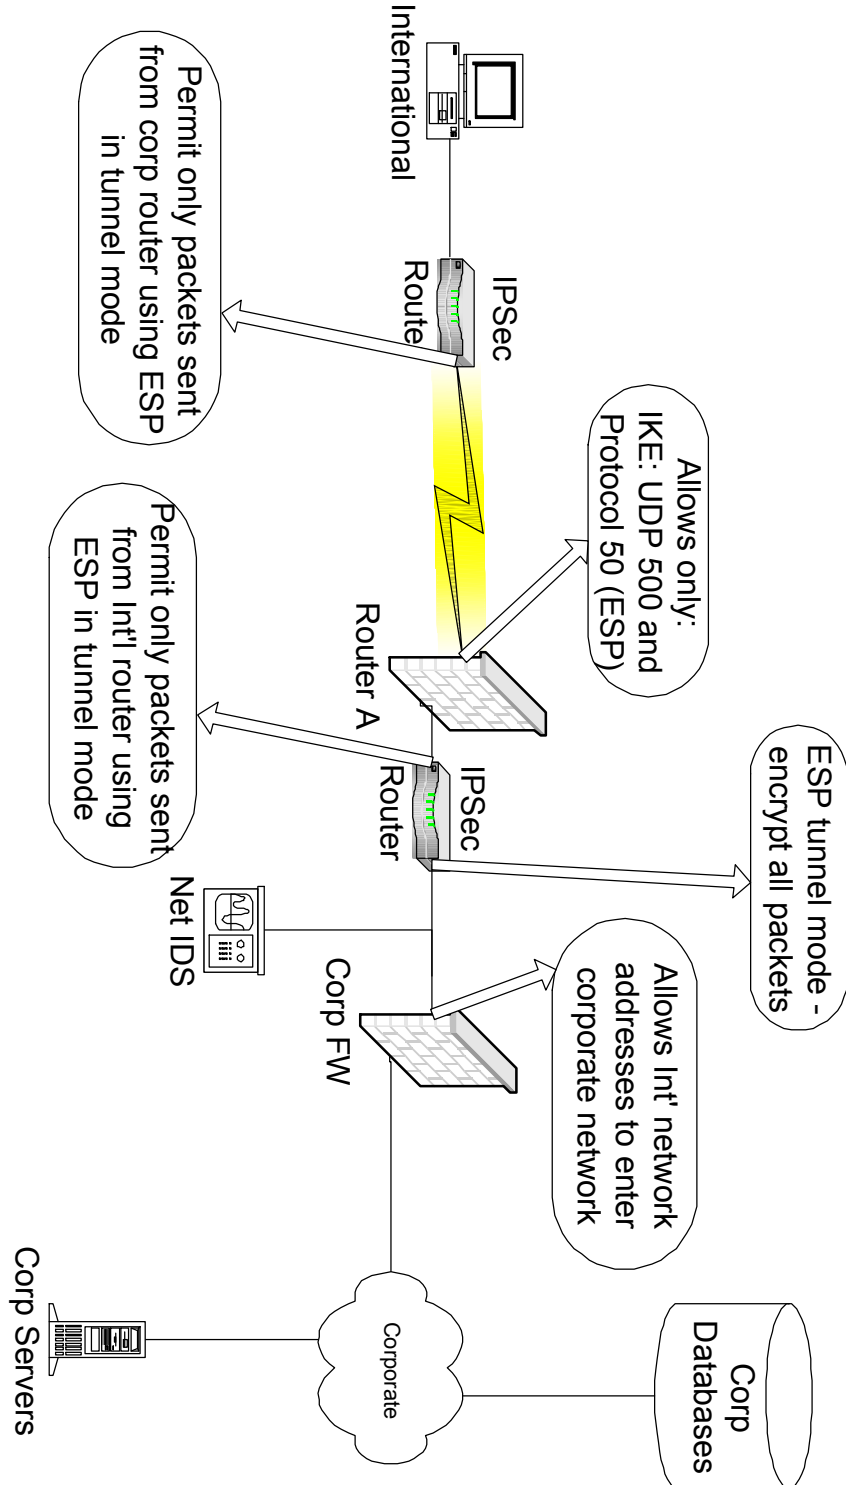 International
IPSec
Route
Permit only packets sent
from corp router using ESP
in tunnel mode
Allows only:
IKE: UDP 500 and
Protocol 50 (ESP)
Router A
IPSec
Router
Permit only packets sent
from Int'l router using
ESP in tunnel mode
ESP tunnel mode -
encrypt all packets
Net IDS
Corp FW
Allows Int' network
addresses to enter
corporate network
Corporate
Corp
Databases
Corp Servers